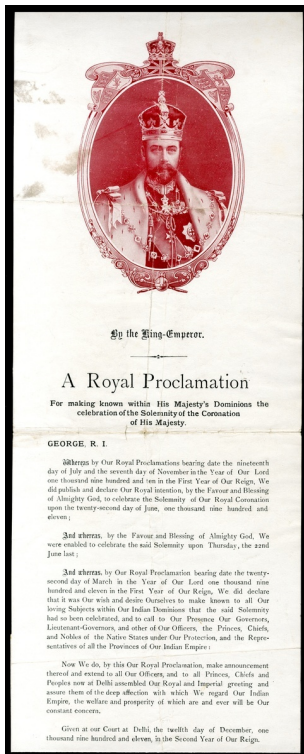 By the King-Emperor.
A Royal Proclamation
For making known within His Majesty's Dominions the
celebration of the Solemnity of the Coronation
of His Majesty.
GEORGE, R. I.
Whereas by Our Royal Proclamations bearing date the nineteenth
day of July and the seventh day of November in the Year of Our Lord
one thousand nine hundred and ten in the First Year of Our Reign, We
did publish and declare Our Royal intention, by the Favour and Blessing
of Almighty God, to celebrate the Solemnity of Our Royal Coronation
upon the twenty-second day of June, one thousand nine hundred and
eleven;
And whereas, by the Favour and Blessing of Almighty God, We
were enabled to celebrate the said Solemnity upon Thursday, the 22nd
June last;
And whereas, by Our Royal Proclamation bearing date the twenty-
second day of March in the Year of Our Lord one thousand nine
hundred and eleven in the First Year of Our Reign, We did declare
that it was Our wish and desire Ourselves to make known to all Our
loving Subjects within Our Indian Dominions that the said Solemnity
had so been celebrated, and to call to Our Presence Our Governors,
Lieutenant-Governors, and other of Our Officers, the Princes, Chiefs,
and Nobles of the Native States under Our Protection, and the Repre-
sentatives of all the Provinces of Our Indian Empire:
Now We do, by this Our Royal Proclamation, make announcement
thereof and extend to all Our Officers, and to all Princes, Chiefs and
Peoples now at Delhi assembled Our Royal and Imperial greeting and
assure them of the deep affection with which We regard Our Indian
Empire, the welfare and prosperity of which are and ever will be Our
constant concern.
Given at our Court at Delhi, the twelfth day of December, one
thousand nine hundred and eleven, in the Second Year of Our Reign.